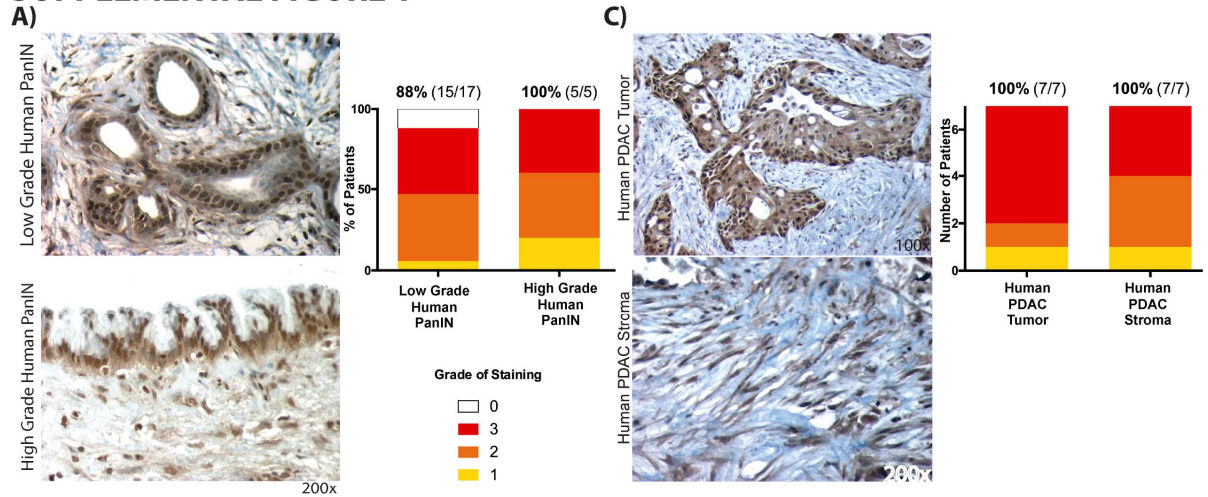 A)
C)
Low Grade Human PanIN
High Grade Human PanIN
200x
88% (15/17)
100% (5/5)
% of Patients
100
50
0
Low Grade
Human
PanIN
High Grade
Human
PanIN
Grade of Staining
0
3
2
1
Human PDAC Tumor
100x
Human PDAC Stroma
200x
100% (7/7)
100% (7/7)
Number of Patients
6
4
2
0
Human
PDAC
Tumor
Human
PDAC
Stroma